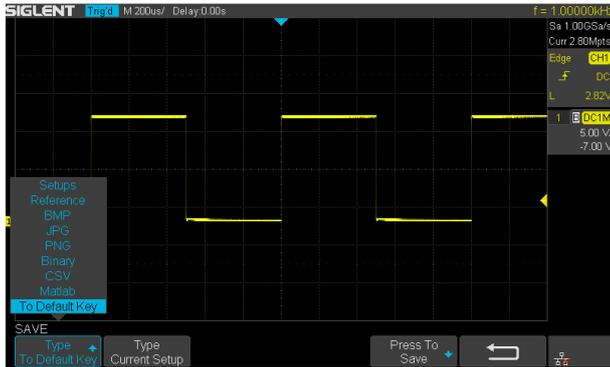 SIGLENT Trig'd M 200us/ Delay:0.00s f = 1.00000kHz
Sa 1.00GSa/s
Curr 2.80Mpts
Edge CH1
DC
L 2.82V
1 B DC1M
5.00 V/
-7.00 V
1
Setups
Reference
BMP
JPG
PNG
Binary
CSV
Matlab
To Default Key
SAVE
Type
To Default Key
Type
Current Setup
Press To
Save